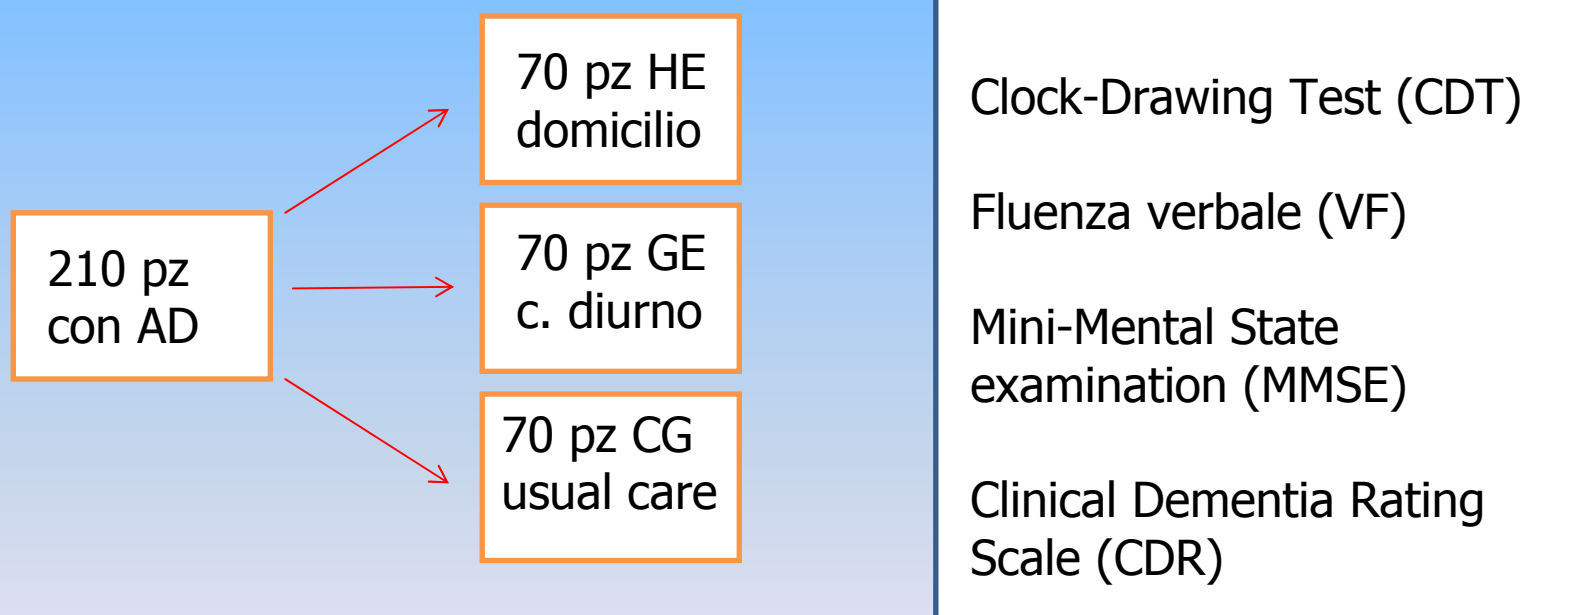 210 pz
con AD
70 pz HE
domicilio
70 pz GE
c. diurno
70 pz CG
usual care
Clock-Drawing Test (CDT)
Fluenza verbale (VF)
Mini-Mental State
examination (MMSE)
Clinical Dementia Rating
Scale (CDR)